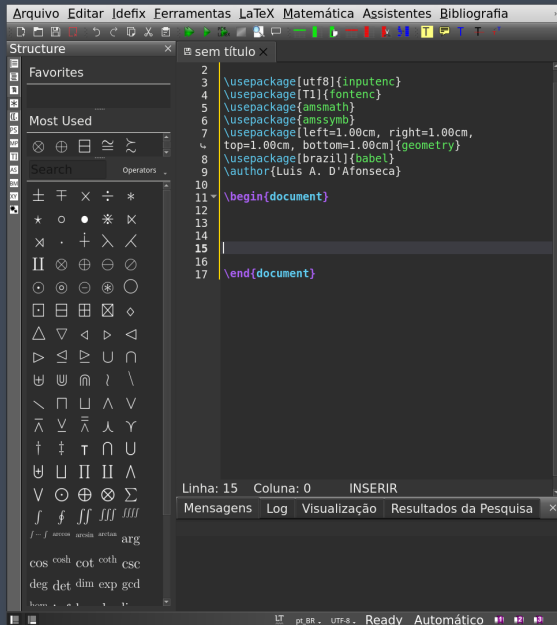 Arquivo Editar Idefix Ferramentas LaTeX Matemática Assistentes Bibliografia
Structure
sem título
Favorites
Most Used
Search
Operators
arccos arcsin arctan arg
cos cosh cot coth csc
deg det dim exp gcd
2
3 \usepackage[utf8]{inputenc}
4 \usepackage[T1]{fontenc}
5 \usepackage{amsmath}
6 \usepackage{amssymb}
7 \usepackage[left=1.00cm, right=1.00cm,
top=1.00cm, bottom=1.00cm]{geometry}
8 \usepackage[brazil]{babel}
9 \author{Luis A. D'Afonseca}
10
11 \begin{document}
12
13
14
15
16
17 \end{document}
Linha: 15 Coluna: 0 INSERIR
Mensagens Log Visualização Resultados da Pesquisa
pt_BR UTF-8 Ready Automático